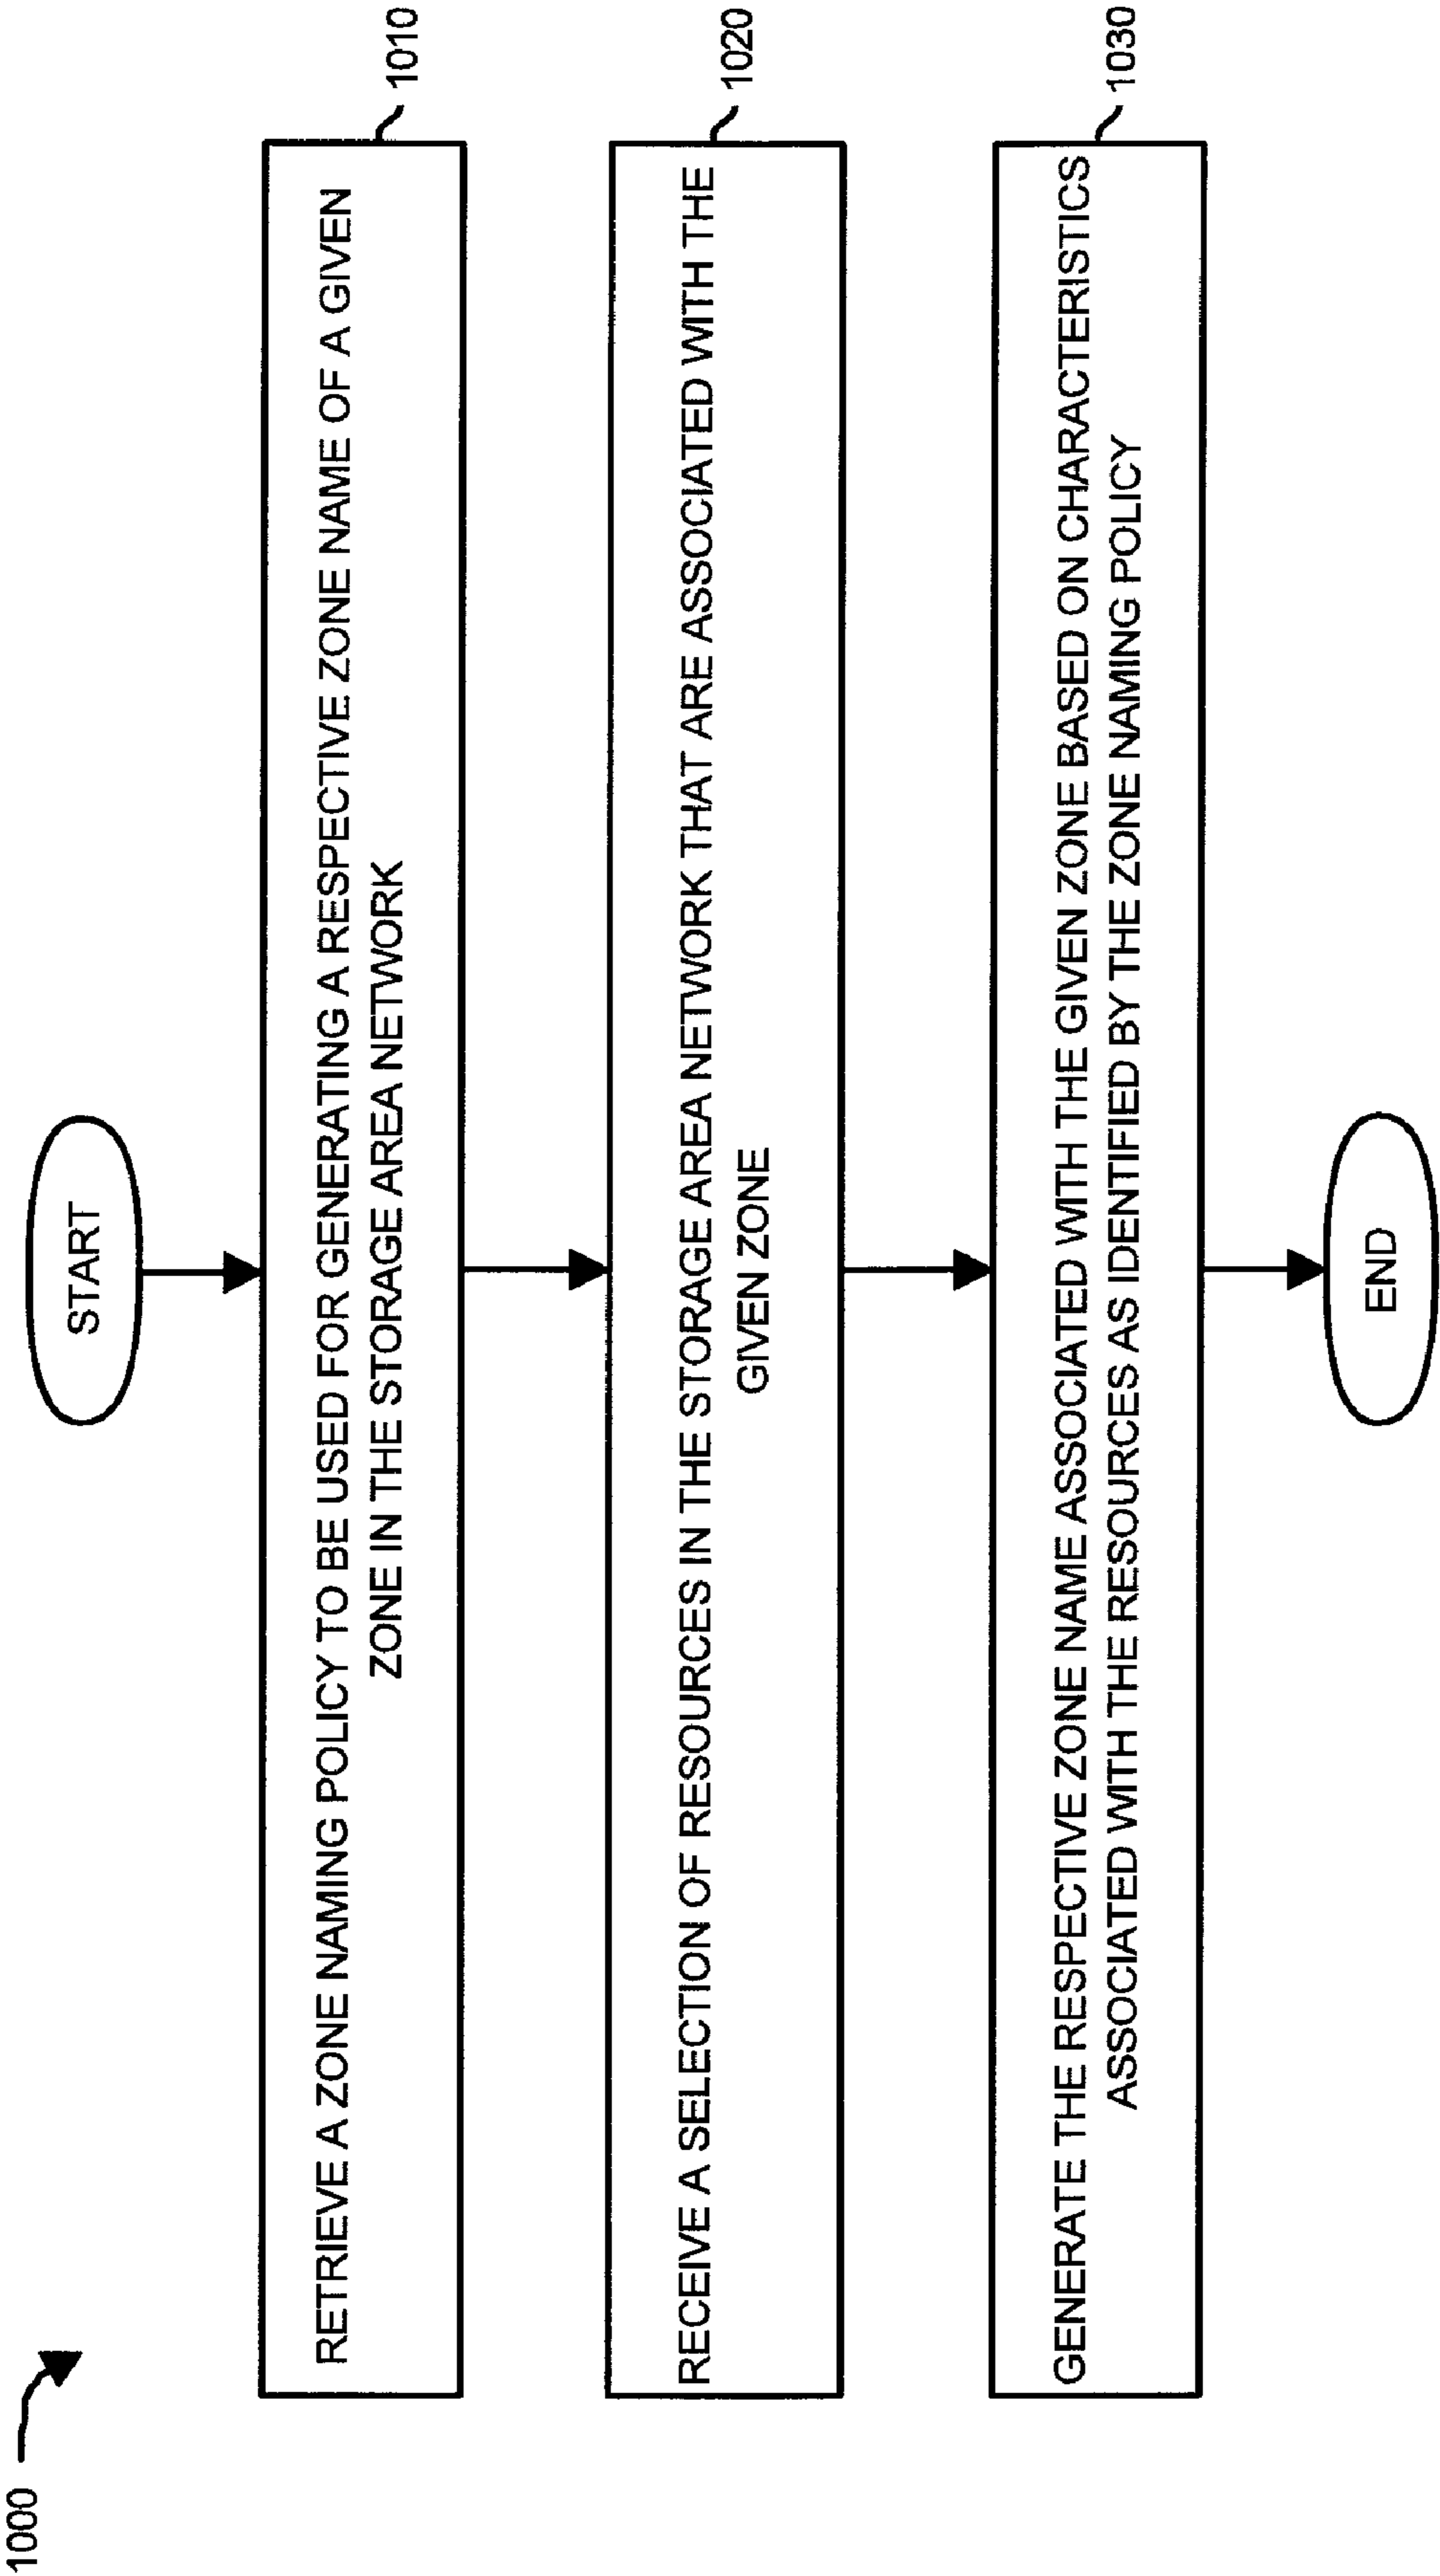 1000
START
RETRIEVE A ZONE NAMING POLICY TO BE USED FOR GENERATING A RESPECTIVE ZONE NAME OF A GIVEN
ZONE IN THE STORAGE AREA NETWORK
1010
RECEIVE A SELECTION OF RESOURCES IN THE STORAGE AREA NETWORK THAT ARE ASSOCIATED WITH THE
GIVEN ZONE
1020
GENERATE THE RESPECTIVE ZONE NAME ASSOCIATED WITH THE GIVEN ZONE BASED ON CHARACTERISTICS
ASSOCIATED WITH THE RESOURCES AS IDENTIFIED BY THE ZONE NAMING POLICY
1030
END